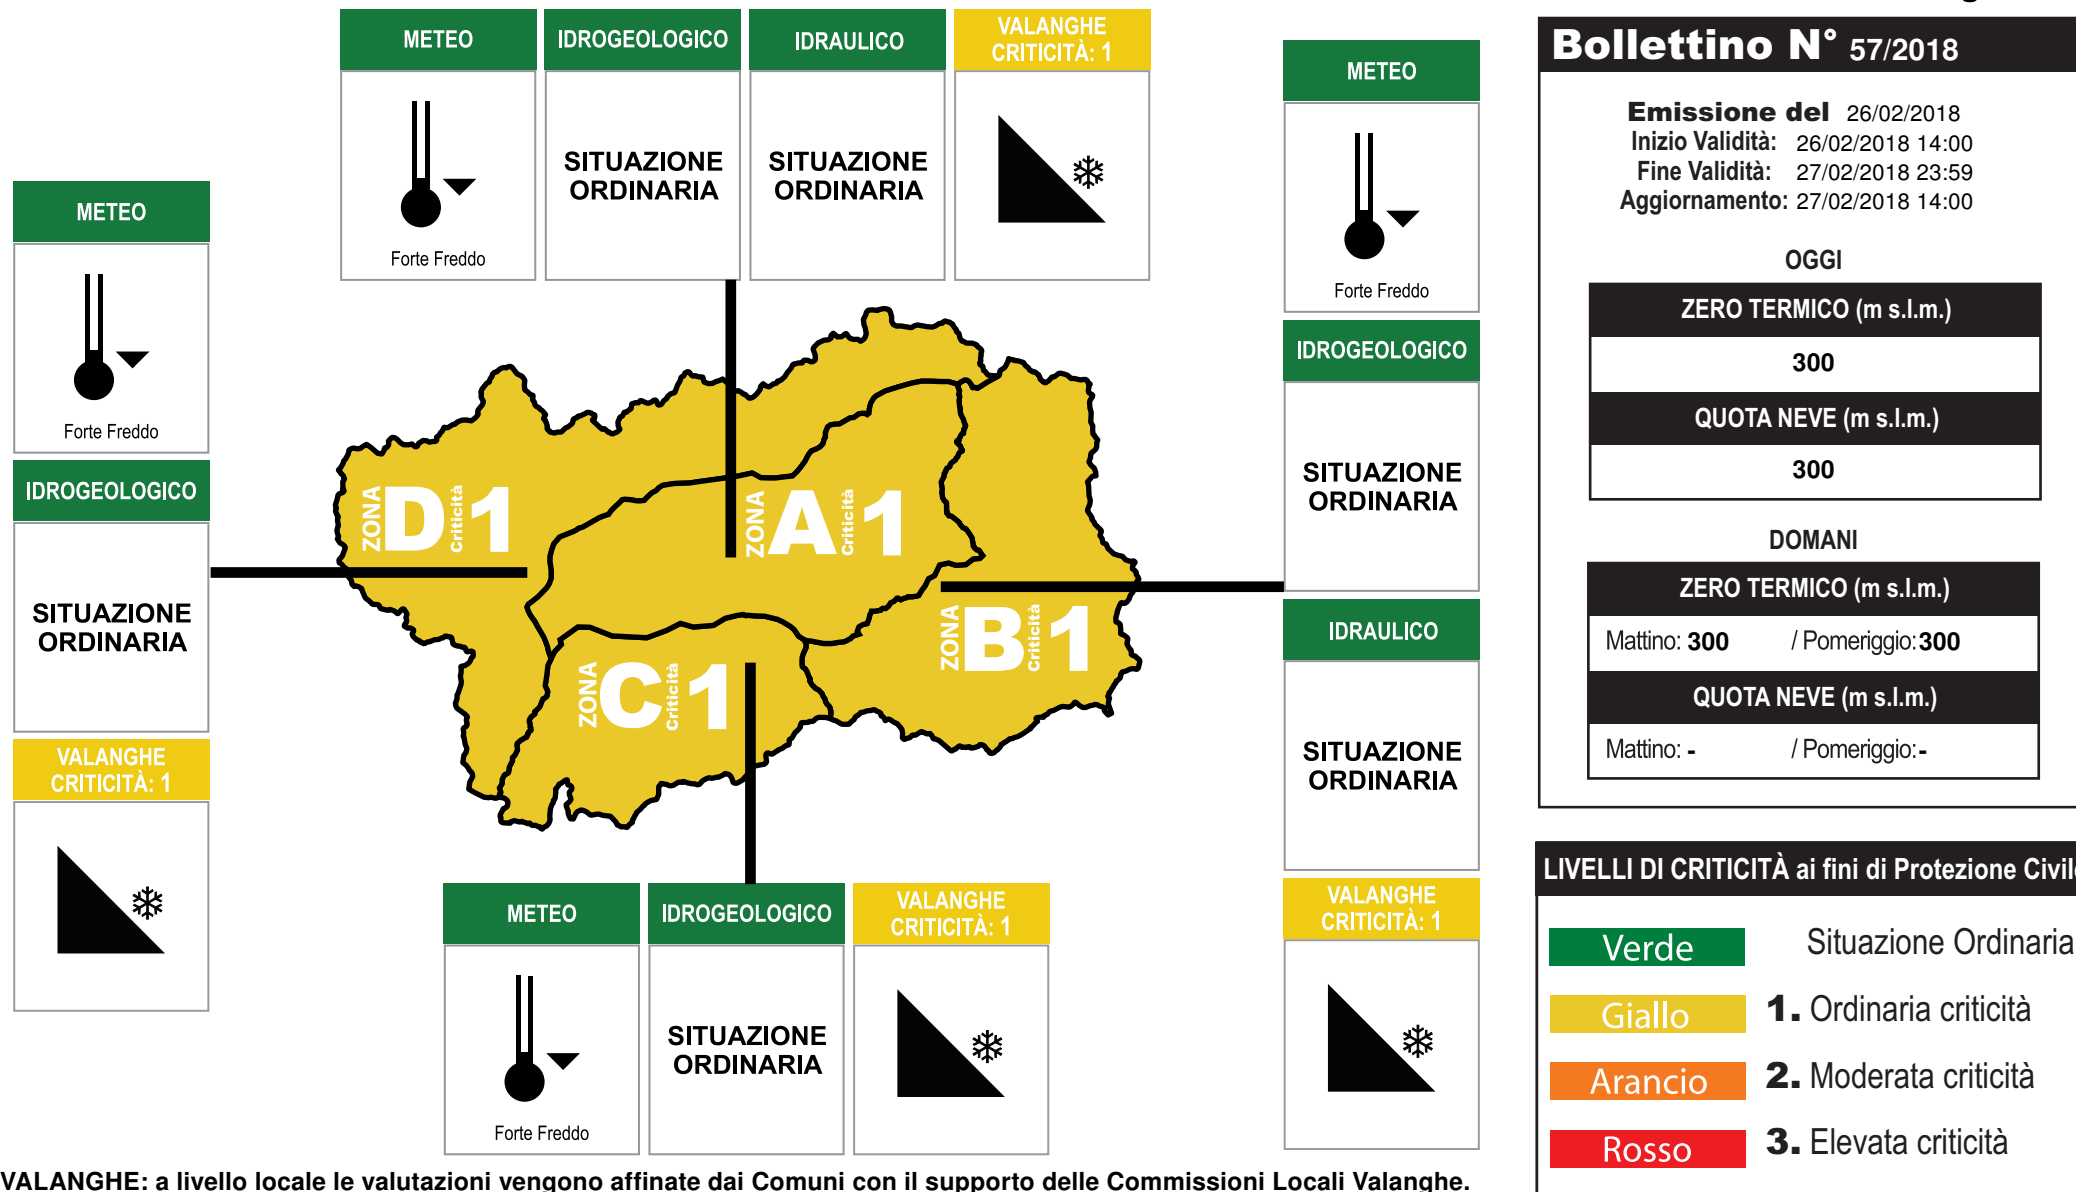 METEO
IDROGEOLOGICO
IDRAULICO
VALANGHE
CRITICITÀ: 1
Forte Freddo
SITUAZIONE
ORDINARIA
SITUAZIONE
ORDINARIA
METEO
Forte Freddo
IDROGEOLOGICO
SITUAZIONE
ORDINARIA
VALANGHE
CRITICITÀ: 1
ZONA D Criticità 1
ZONA A Criticità 1
ZONA B Criticità 1
ZONA C Criticità 1
METEO
Forte Freddo
IDROGEOLOGICO
SITUAZIONE
ORDINARIA
IDRAULICO
SITUAZIONE
ORDINARIA
VALANGHE
CRITICITÀ: 1
METEO
IDROGEOLOGICO
VALANGHE
CRITICITÀ: 1
Forte Freddo
SITUAZIONE
ORDINARIA
VALANGHE: a livello locale le valutazioni vengono affinate dai Comuni con il supporto delle Commissioni Locali Valanghe.
Bollettino N° 57/2018
Emissione del 26/02/2018
Inizio Validità: 26/02/2018 14:00
Fine Validità: 27/02/2018 23:59
Aggiornamento: 27/02/2018 14:00
OGGI
ZERO TERMICO (m s.l.m.)
300
QUOTA NEVE (m s.l.m.)
300
DOMANI
ZERO TERMICO (m s.l.m.)
Mattino: 300 / Pomeriggio: 300
QUOTA NEVE (m s.l.m.)
Mattino: - / Pomeriggio: -
LIVELLI DI CRITICITÀ ai fini di Protezione Civil
Verde Situazione Ordinaria
Giallo 1. Ordinaria criticità
Arancio 2. Moderata criticità
Rosso 3. Elevata criticità